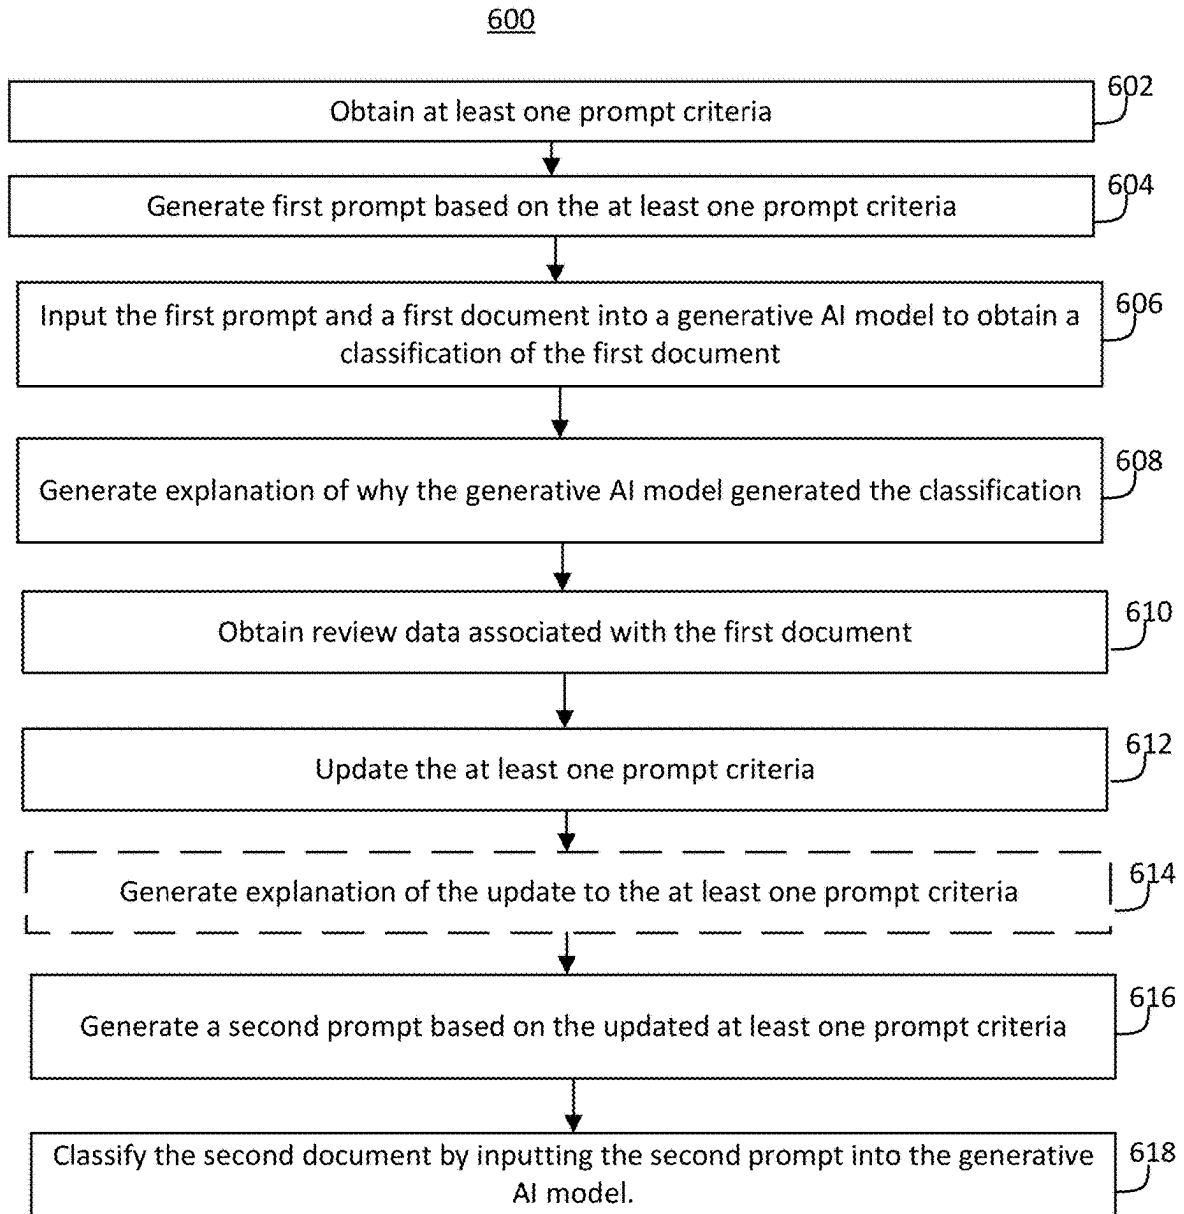 600
602
Obtain at least one prompt criteria
604
Generate first prompt based on the at least one prompt criteria
606
Input the first prompt and a first document into a generative AI model to obtain a
classification of the first document
608
Generate explanation of why the generative AI model generated the classification
610
Obtain review data associated with the first document
612
Update the at least one prompt criteria
614
Generate explanation of the update to the at least one prompt criteria
616
Generate a second prompt based on the updated at least one prompt criteria
618
Classify the second document by inputting the second prompt into the generative
AI model.